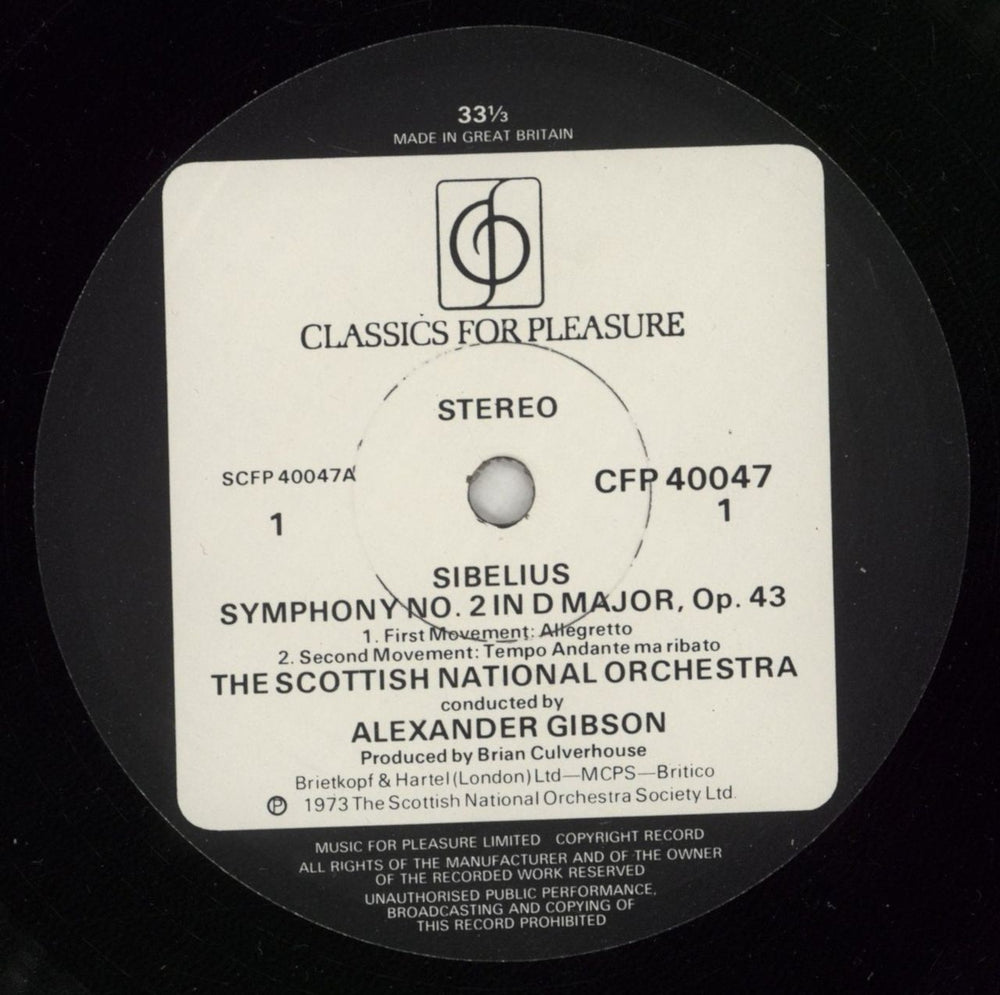 33⅓
MADE IN GREAT BRITAIN
CLASSICS FOR PLEASURE
STEREO
SCFP 40047A
CFP 40047
1
1
SIBELIUS
SYMPHONY NO. 2 IN D MAJOR, Op. 43
1. First Movement: Allegretto
2. Second Movement: Tempo Andante ma ribato
THE SCOTTISH NATIONAL ORCHESTRA
conducted by
ALEXANDER GIBSON
Produced by Brian Culverhouse
Brietkopf & Hartel (London) Ltd—MCPS—Britico
℗ 1973 The Scottish National Orchestra Society Ltd.
MUSIC FOR PLEASURE LIMITED COPYRIGHT RECORD
ALL RIGHTS OF THE MANUFACTURER AND OF THE OWNER
OF THE RECORDED WORK RESERVED
UNAUTHORISED PUBLIC PERFORMANCE,
BROADCASTING AND COPYING OF
THIS RECORD PROHIBITED